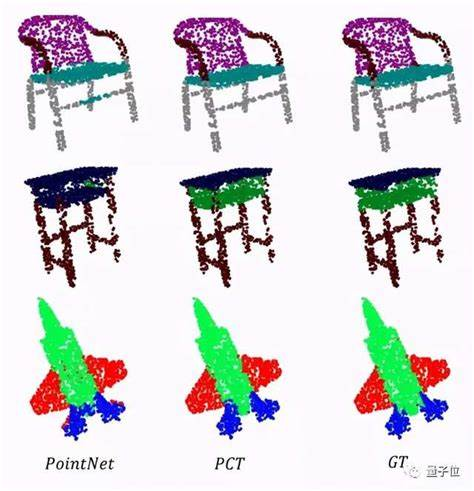 PointNet
PCT
GT
量子位